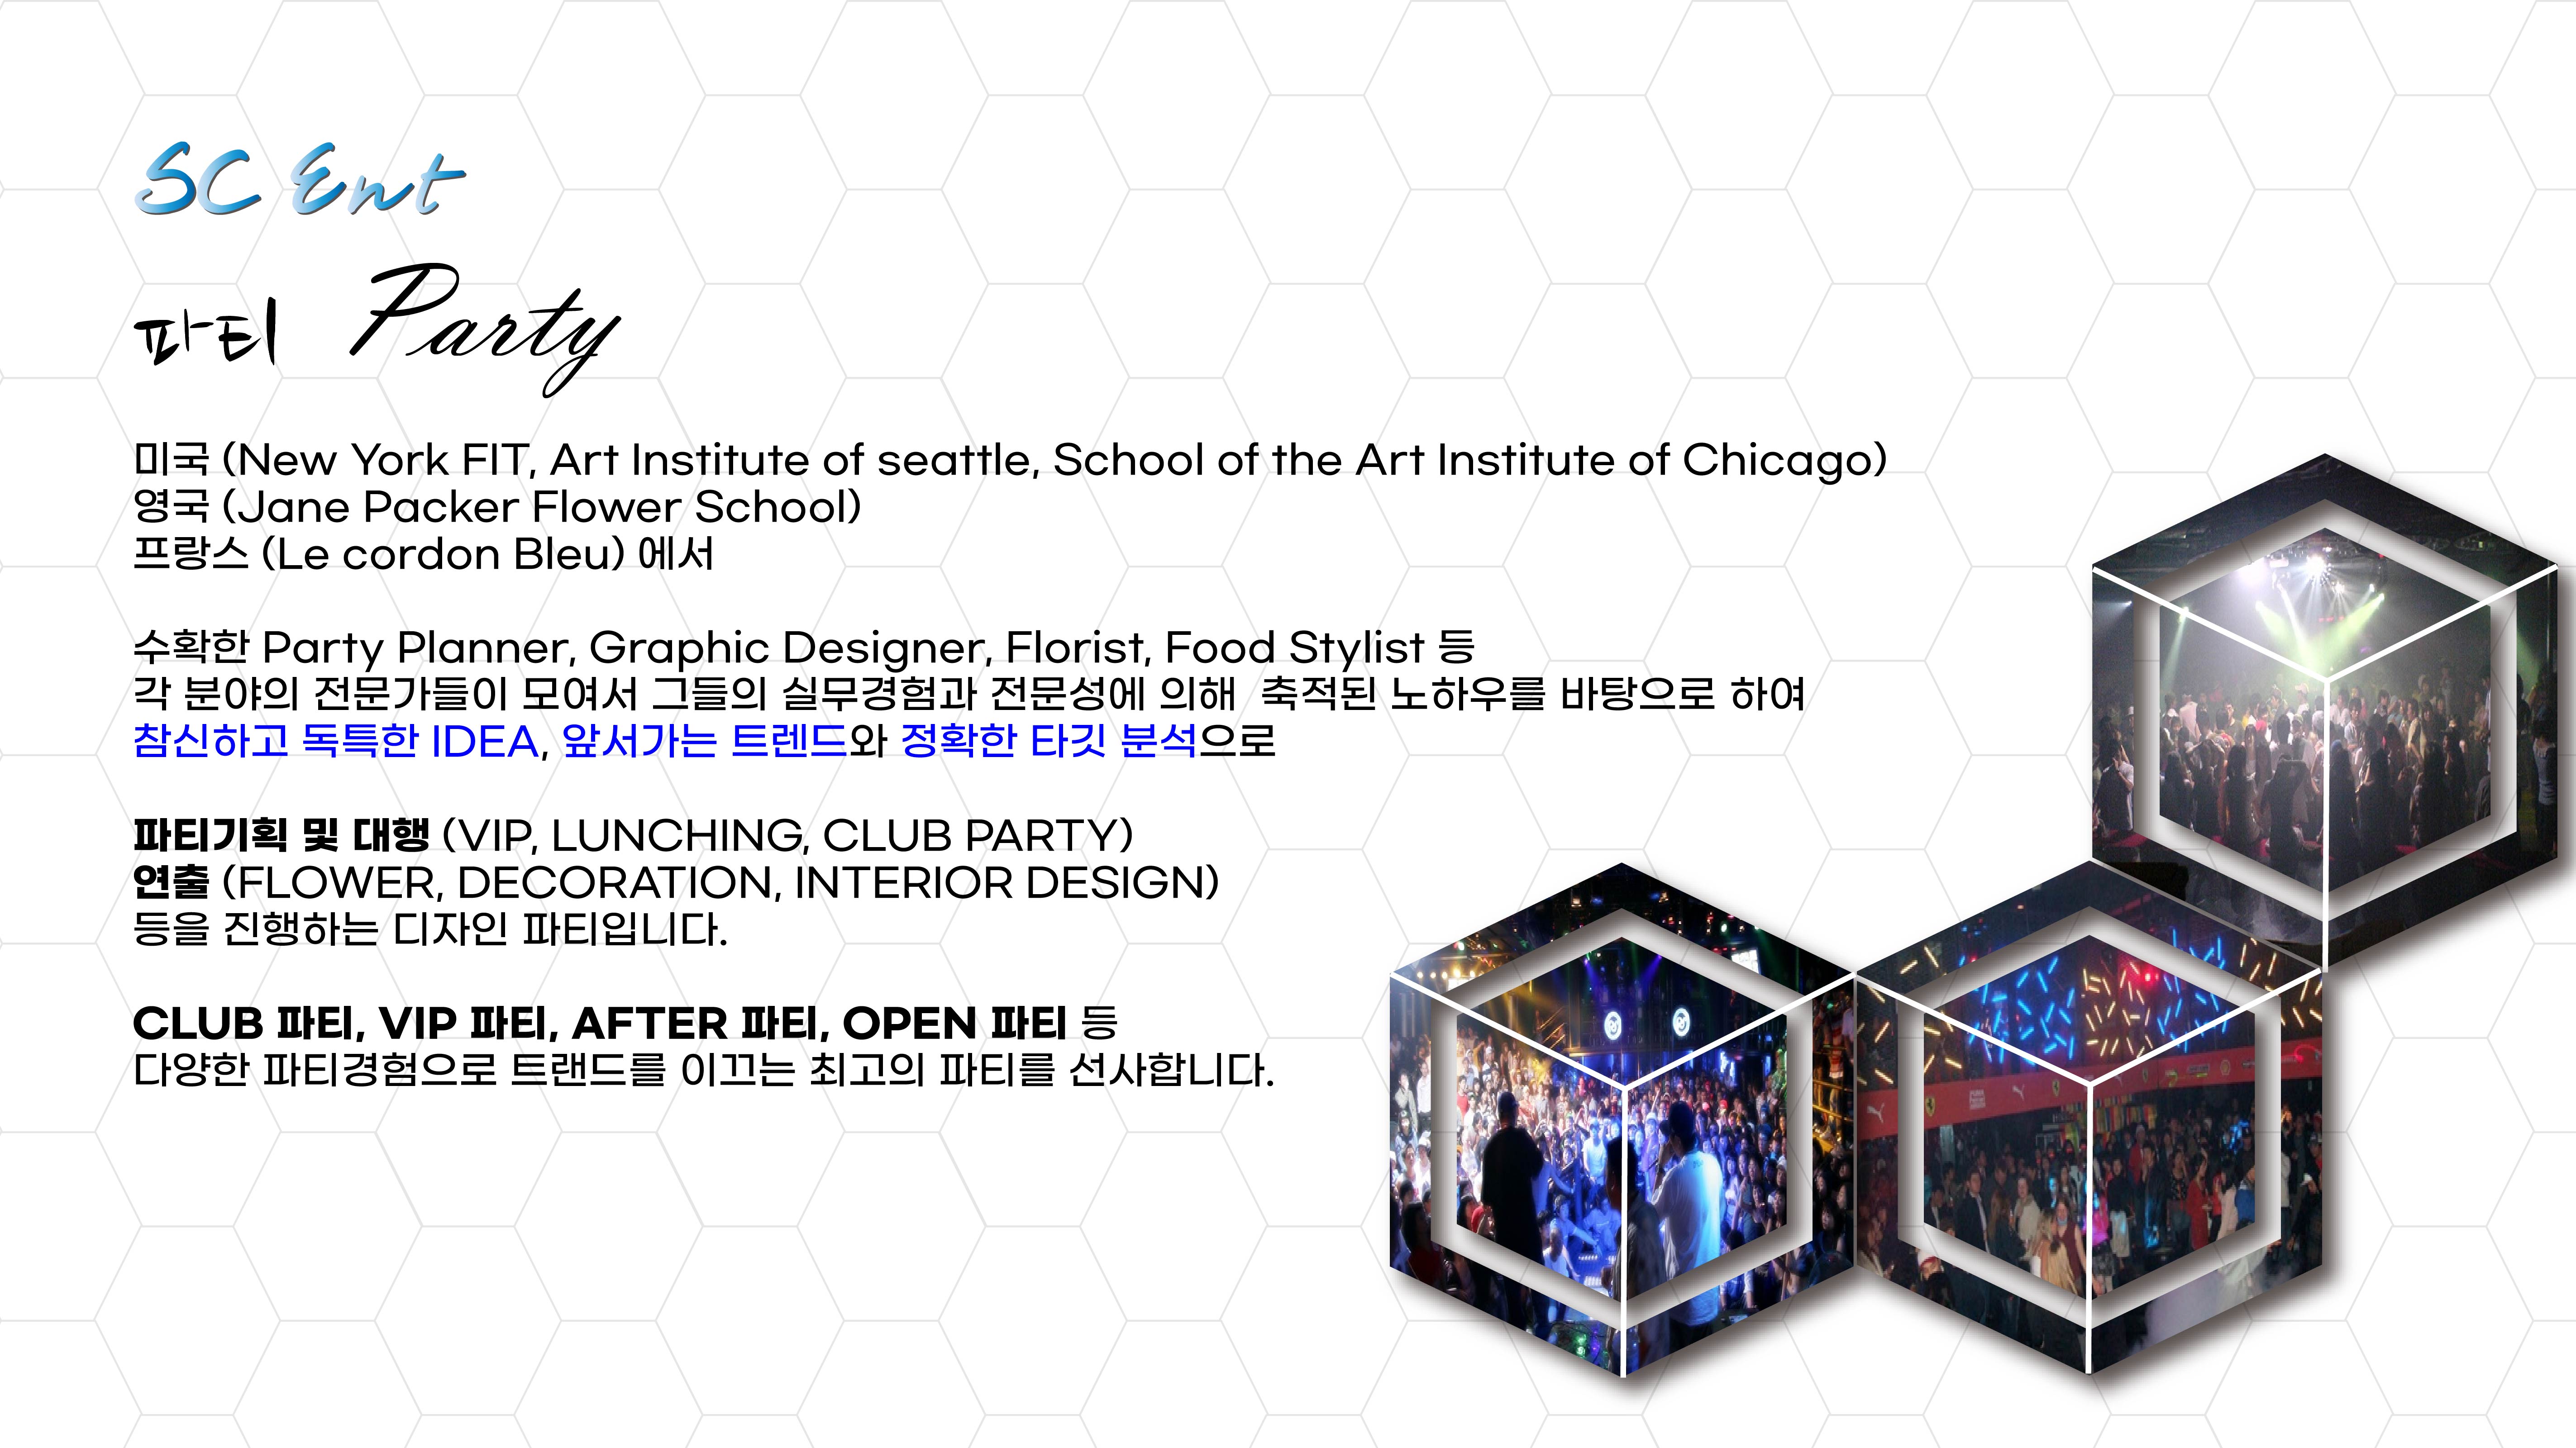 SC Ent
파티 Party
미국 (New York FIT, Art Institute of seattle, School of the Art Institute of Chicago)
영국 (Jane Packer Flower School)
프랑스 (Le cordon Bleu) 에서
수확한 Party Planner, Graphic Designer, Florist, Food Stylist 등
각 분야의 전문가들이 모여서 그들의 실무경험과 전문성에 의해 축적된 노하우를 바탕으로 하여
참신하고 독특한 IDEA, 앞서가는 트렌드와 정확한 타깃 분석으로
파티기획 및 대행 (VIP, LUNCHING, CLUB PARTY)
연출 (FLOWER, DECORATION, INTERIOR DESIGN)
등을 진행하는 디자인 파티입니다.
CLUB 파티, VIP 파티, AFTER 파티, OPEN 파티 등
다양한 파티경험으로 트랜드를 이끄는 최고의 파티를 선사합니다.